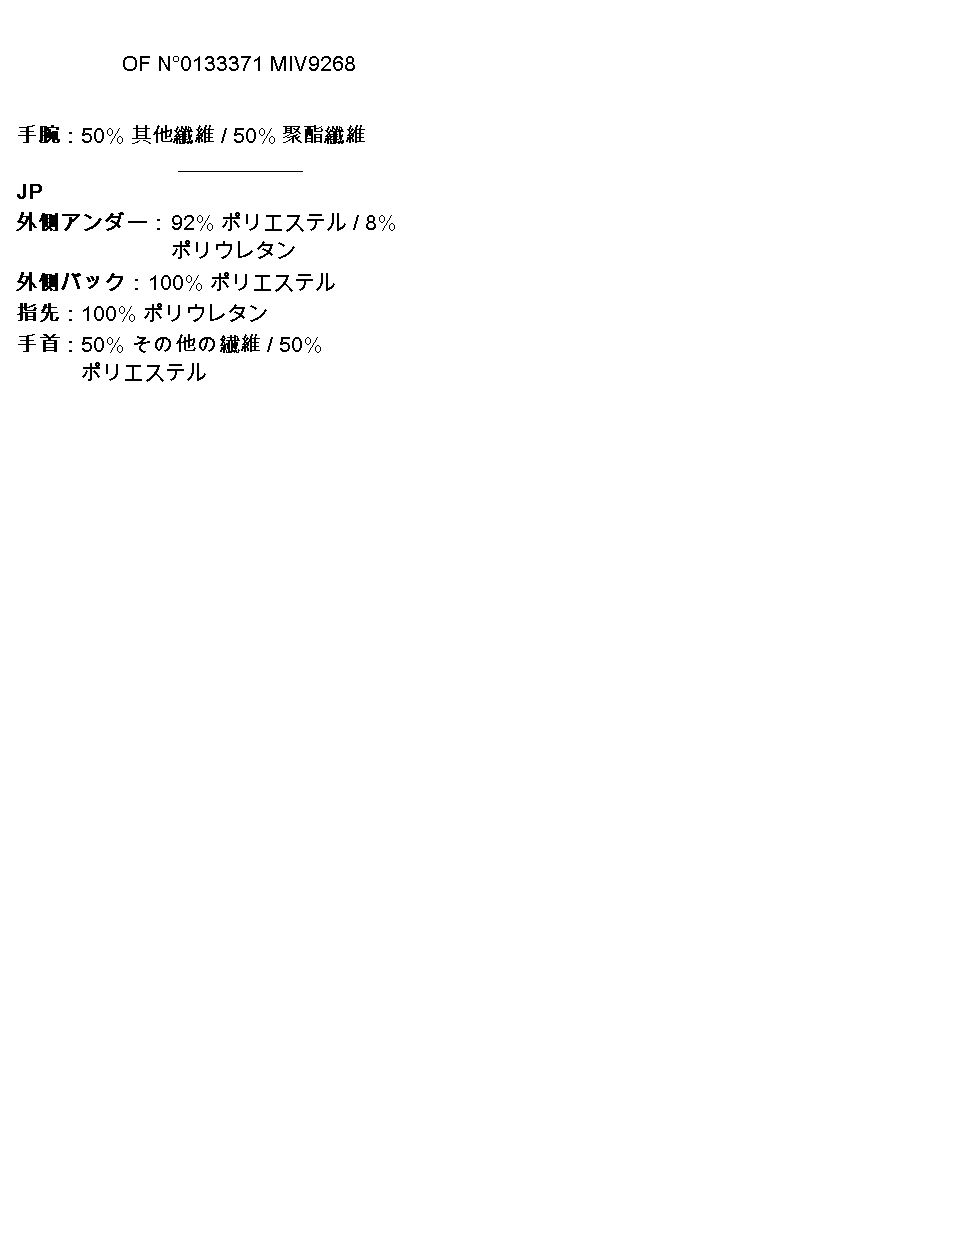 OF N°0133371 MIV9268
手腕 : 50% 其他纖維 / 50% 聚酯纖維
JP
外側アンダー : 92% ポリエステル / 8%
ポリウレタン
外側バック : 100% ポリエステル
指先 : 100% ポリウレタン
手首 : 50% その他の繊維 / 50%
ポリエステル